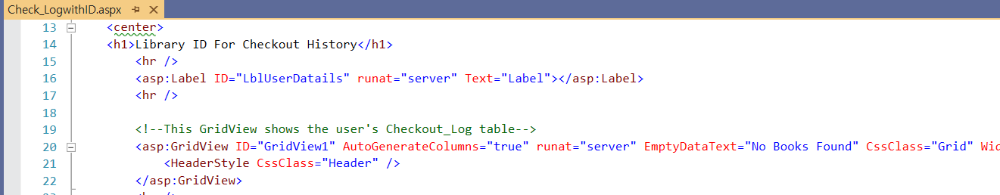 Check_LogwithID.aspx
13 <center>
14 <h1>Library ID For Checkout History</h1>
15 <hr />
16 <asp:Label ID="LblUserDatails" runat="server" Text="Label"></asp:Label>
17 <hr />
18
19 <!--This GridView shows the user's Checkout_Log table-->
20 <asp:GridView ID="GridView1" AutoGenerateColumns="true" runat="server" EmptyDataText="No Books Found" CssClass="Grid" Wid
21 <HeaderStyle CssClass="Header" />
22 </asp:GridView>